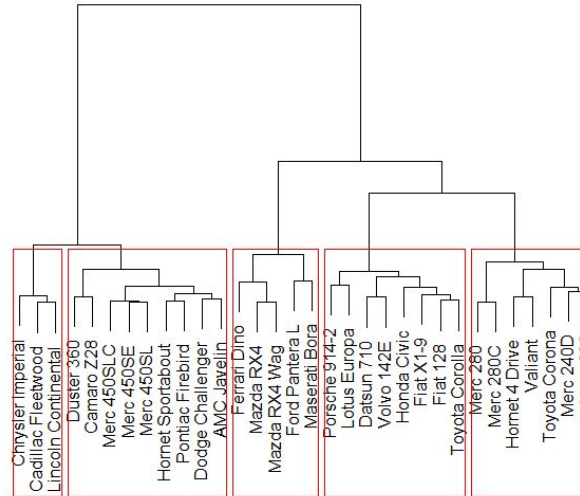 Chrysler Imperial
Cadillac Fleetwood
Lincoln Continental
Duster 360
Camaro Z28
Merc 450SLC
Merc 450SE
Merc 450SL
Hornet Sportabout
Pontiac Firebird
Dodge Challenger
AMC Javelin
Ferrari Dino
Mazda RX4
Mazda RX4 Wag
Ford Pantera L
Maserati Bora
Porsche 914-2
Lotus Europa
Datsun 710
Volvo 142E
Honda Civic
Fiat X1-9
Fiat 128
Toyota Corolla
Merc 280
Merc 280C
Hornet 4 Drive
Valiant
Toyota Corona
Merc 240D